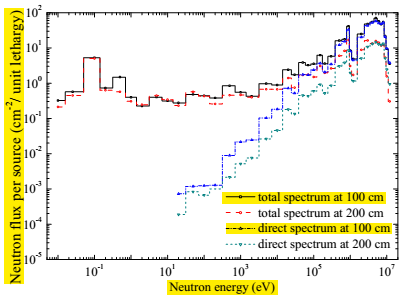 Neutron flux per source (cm⁻²/ unit lethargy)
10²
10¹
10⁰
10⁻¹
10⁻²
10⁻³
10⁻⁴
10⁻⁵
total spectrum at 100 cm
total spectrum at 200 cm
direct spectrum at 100 cm
direct spectrum at 200 cm
10⁻¹ 10¹ 10³ 10⁵ 10⁷
Neutron energy (eV)